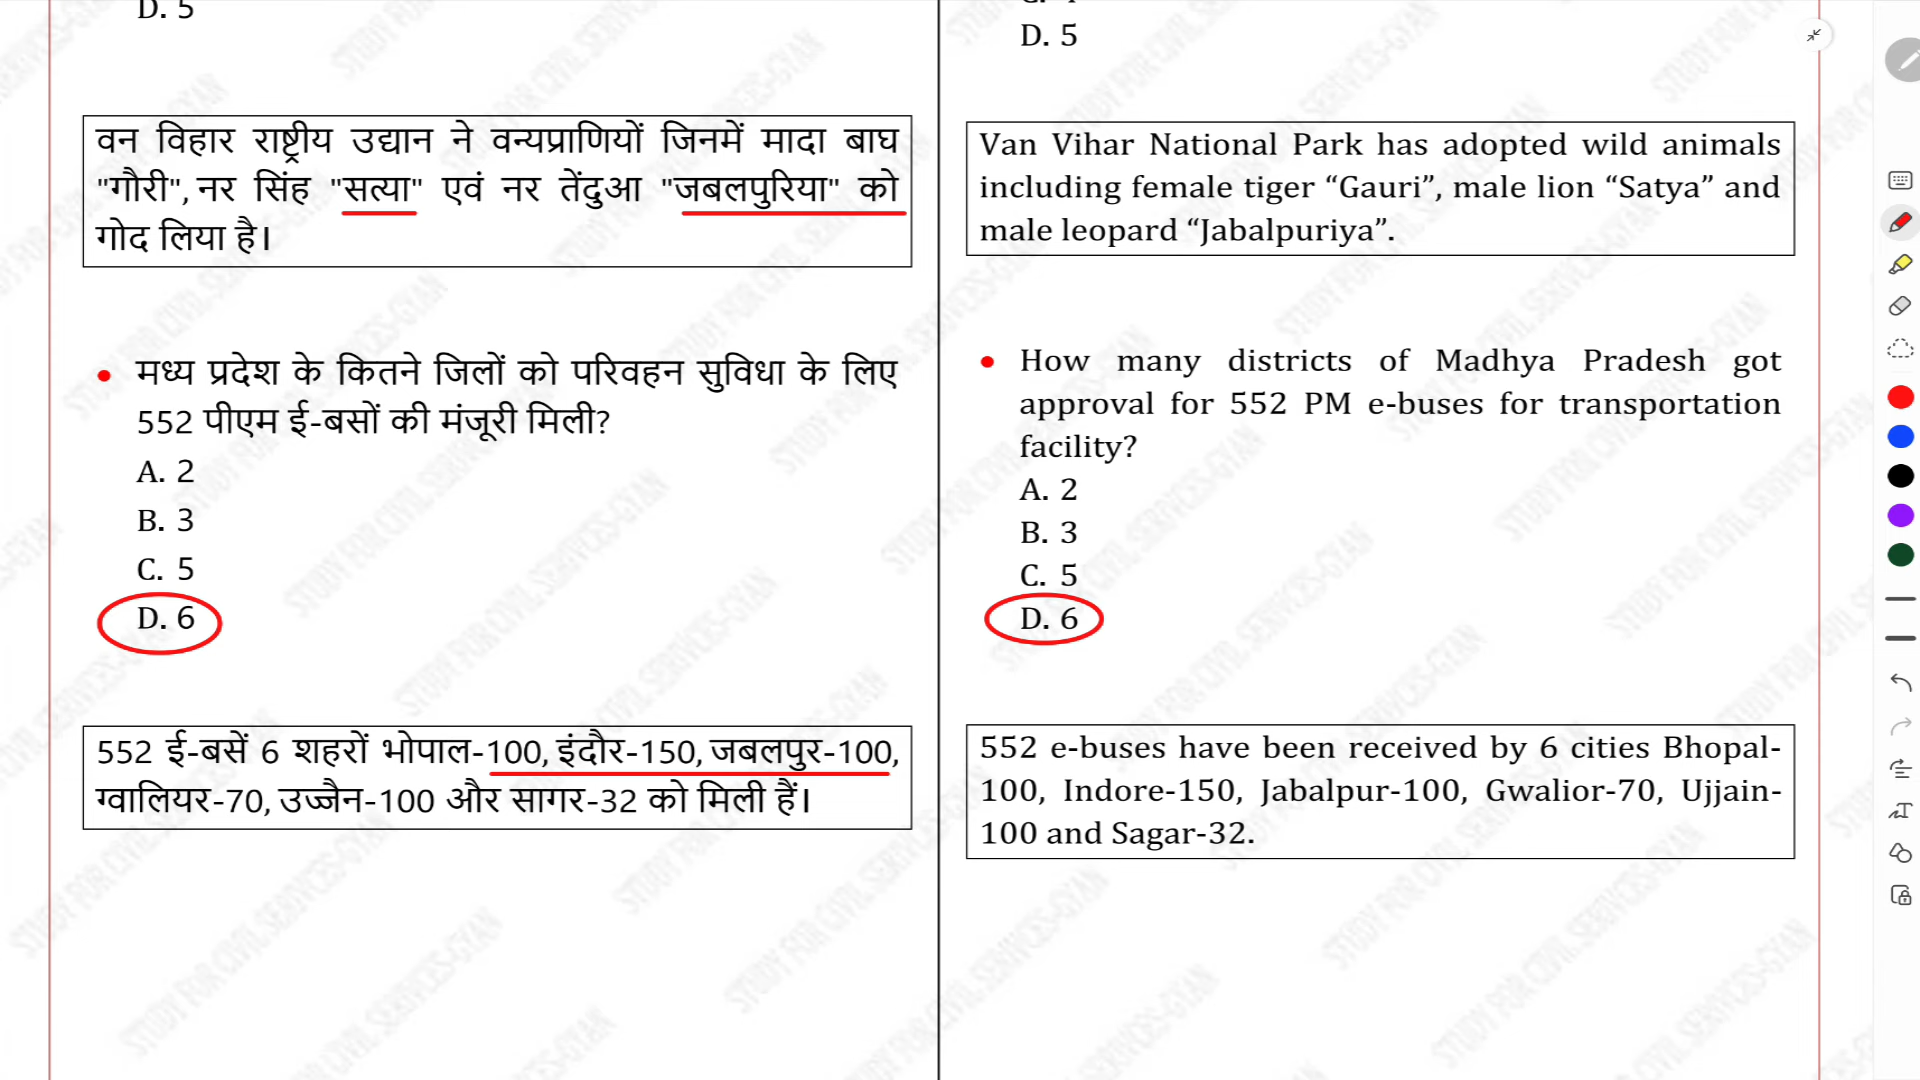 D. 5
वन विहार राष्ट्रीय उद्यान ने वन्यप्राणियों जिनमें मादा बाघ
"गौरी", नर सिंह "सत्या" एवं नर तेंदुआ "जबलपुरिया" को
गोद लिया है।
• मध्य प्रदेश के कितने जिलों को परिवहन सुविधा के लिए
552 पीएम ई-बसों की मंजूरी मिली?
A. 2
B. 3
C. 5
D. 6
552 ई-बसें 6 शहरों भोपाल-100, इंदौर-150, जबलपुर-100,
ग्वालियर-70, उज्जैन-100 और सागर-32 को मिली हैं।
D. 5
Van Vihar National Park has adopted wild animals
including female tiger “Gauri”, male lion “Satya” and
male leopard “Jabalpuriya”.
• How many districts of Madhya Pradesh got
approval for 552 PM e-buses for transportation
facility?
A. 2
B. 3
C. 5
D. 6
552 e-buses have been received by 6 cities Bhopal-
100, Indore-150, Jabalpur-100, Gwalior-70, Ujjain-
100 and Sagar-32.
STUDY FOR CIVIL SERIVCES-GYAN